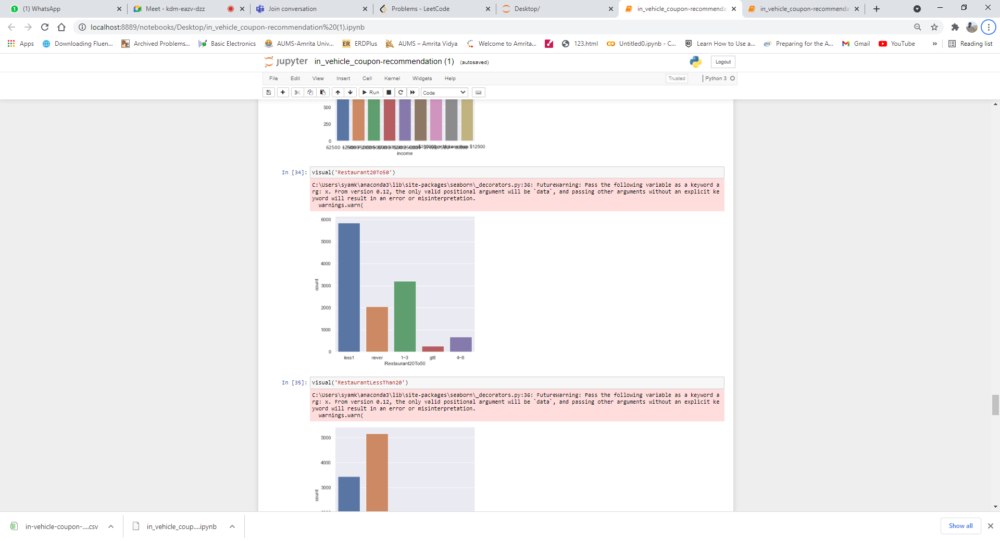 (1) WhatsApp
Meet - kdm-eazv-dzz
Join conversation
Problems - LeetCode
Desktop/
in_vehicle_coupon-recommenda
in_vehicle_coupon-recommenda
localhost:8889/notebooks/Desktop/in_vehicle_coupon-recommendation%20(1).ipynb
Apps
Downloading Fluen...
Archived Problems...
Basic Electronics
AUMS-Amrita Univ...
ERDPlus
AUMS – Amrita Vidya
Welcome to Amrita...
123.html
Untitled0.ipynb - C...
Learn How to Use a...
Preparing for the A...
Gmail
YouTube
Reading list
jupyter in_vehicle_coupon-recommendation (1) (autosaved)
Logout
File Edit View Insert Cell Kernel Widgets Help
Trusted
Python 3
Run
Code
500
250
0
62500
$12500
income
In [34]: visual('Restaurant20To50')
C:\Users\syamk\anaconda3\lib\site-packages\seaborn\_decorators.py:36: FutureWarning: Pass the following variable as a keyword a
rg: x. From version 0.12, the only valid positional argument will be `data`, and passing other arguments without an explicit ke
yword will result in an error or misinterpretation.
warnings.warn(
6000
5000
4000
3000
2000
1000
0
count
less1 never 1~3 gt8 4~8
Restaurant20To50
In [35]: visual('RestaurantLessThan20')
C:\Users\syamk\anaconda3\lib\site-packages\seaborn\_decorators.py:36: FutureWarning: Pass the following variable as a keyword a
rg: x. From version 0.12, the only valid positional argument will be `data`, and passing other arguments without an explicit ke
yword will result in an error or misinterpretation.
warnings.warn(
5000
4000
3000
count
in-vehicle-coupon-....csv
in_vehicle_coup....ipynb
Show all